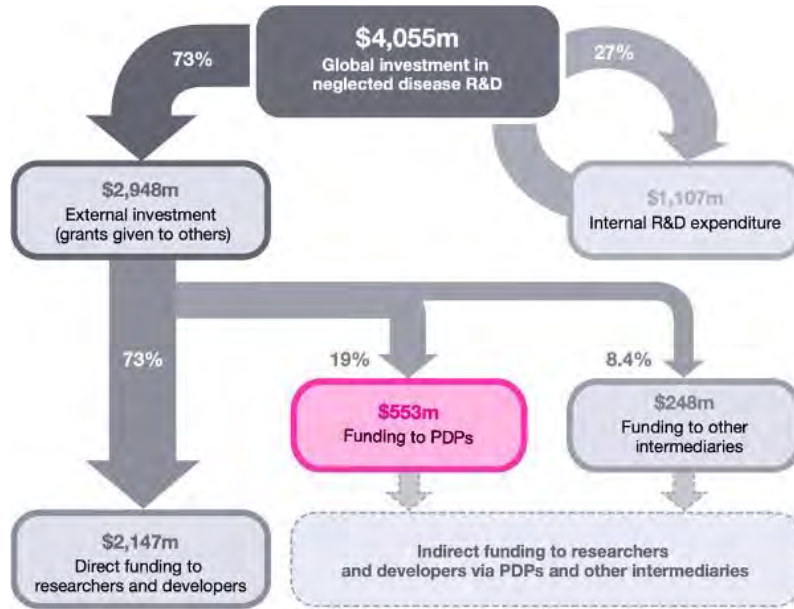 $4,055m
Global investment in
neglected disease R&D
73%
27%
$2,948m
External investment
(grants given to others)
$1,107m
Internal R&D expenditure
73%
19%
8.4%
$553m
Funding to PDPs
$248m
Funding to other
intermediaries
$2,147m
Direct funding to
researchers and developers
Indirect funding to researchers
and developers via PDPs and other intermediaries